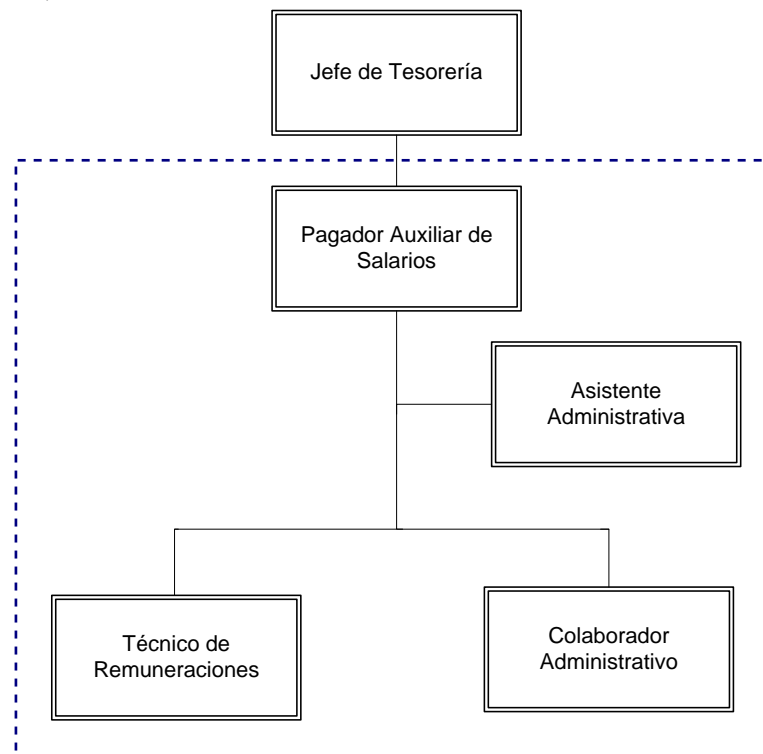 Jefe de Tesorería
Pagador Auxiliar de
Salarios
Asistente
Administrativa
Técnico de
Remuneraciones
Colaborador
Administrativo